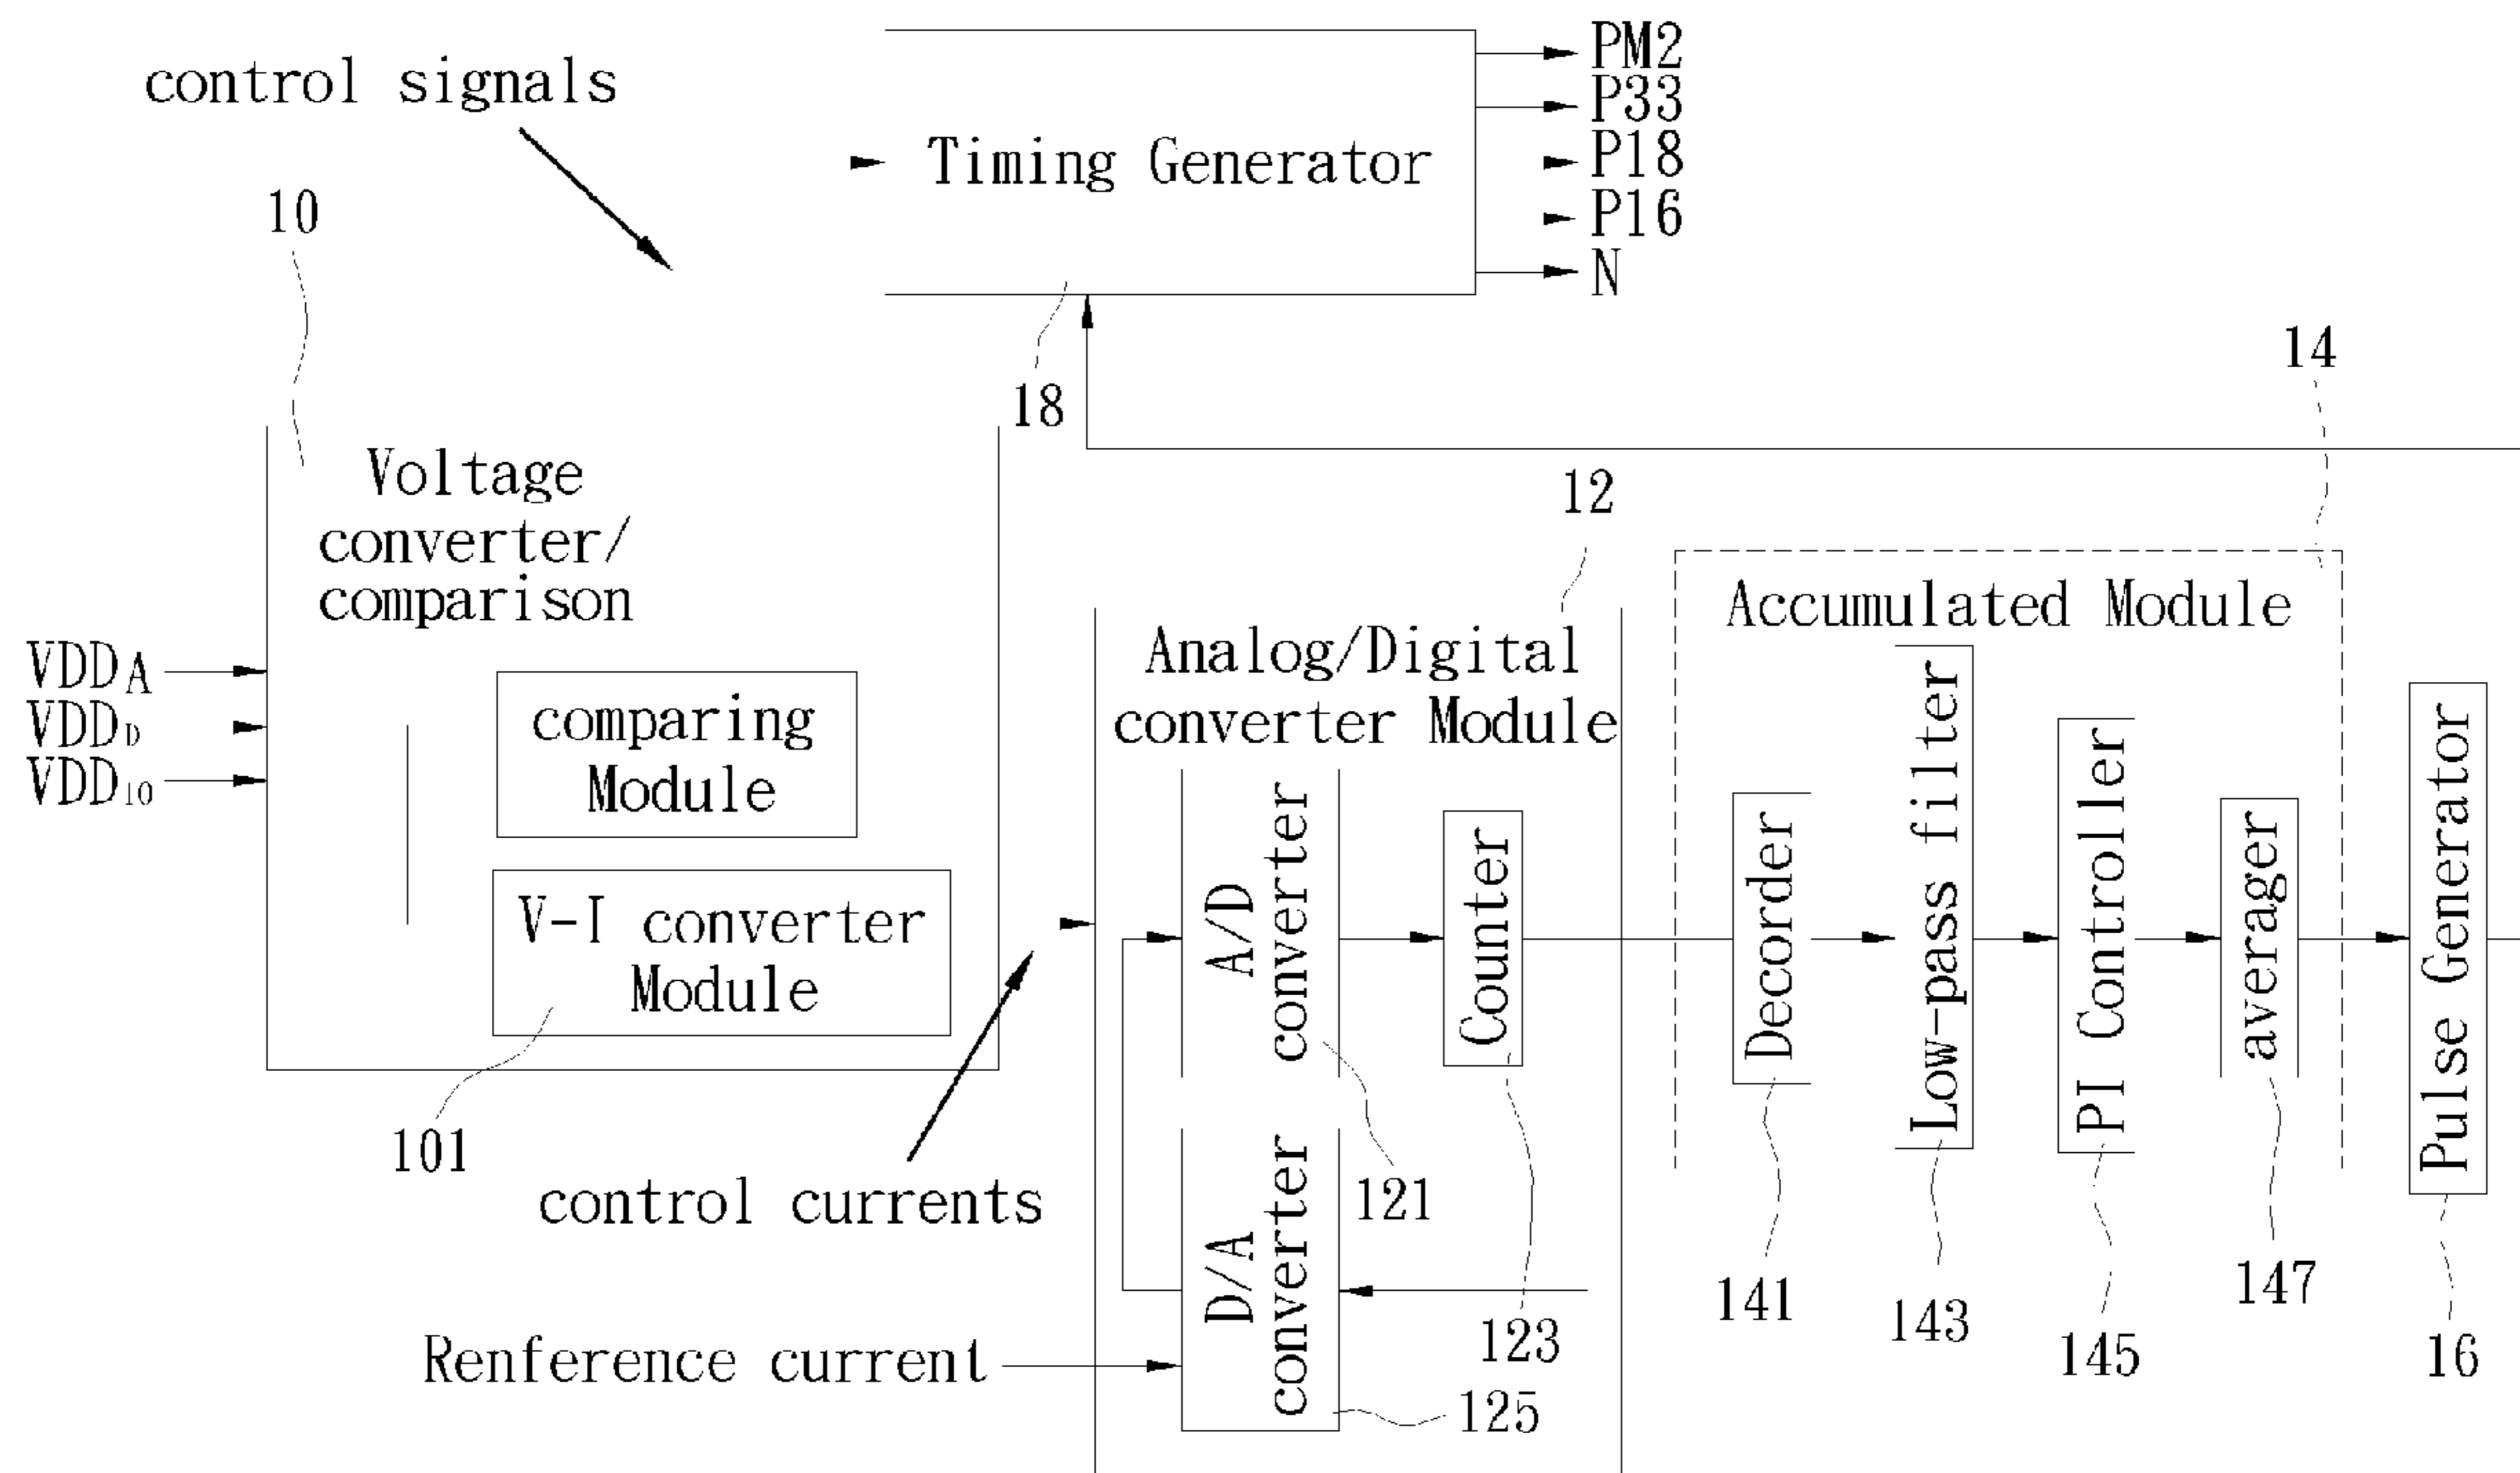 control signals
Timing Generator
PM2
P33
P18
P16
N
10
18
14
Voltage
converter/
comparison
VDDA
VDDD
VDDIO
comparing
Module
V-I converter
Module
101
control currents
Renference current
12
Analog/Digital
converter Module
A/D
converter
Counter
D/A
converter
121
123
125
Accumulated Module
Decorder
Low-pass filter
PI Controller
averager
Pulse Generator
141
143
145
147
16